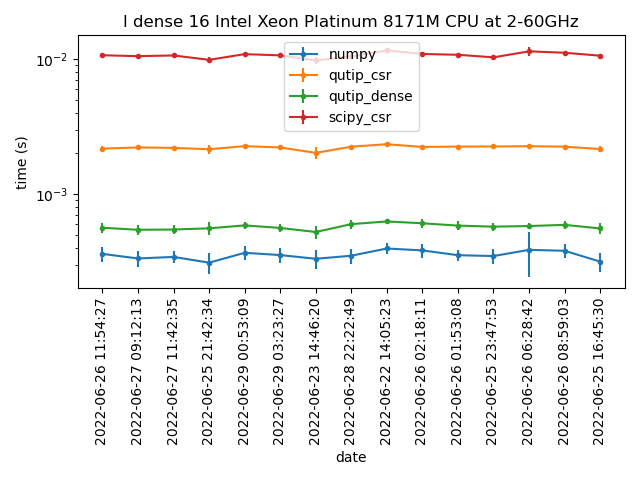 l dense 16 Intel Xeon Platinum 8171M CPU at 2-60GHz
numpy
qutip_csr
qutip_dense
scipy_csr
time (s)
10⁻²
10⁻³
2022-06-26 11:54:27
2022-06-27 09:12:13
2022-06-27 11:42:35
2022-06-25 21:42:34
2022-06-29 00:53:09
2022-06-29 03:23:27
2022-06-23 14:46:20
2022-06-28 22:22:49
2022-06-22 14:05:23
2022-06-26 02:18:11
2022-06-26 01:53:08
2022-06-25 23:47:53
2022-06-26 06:28:42
2022-06-26 08:59:03
2022-06-25 16:45:30
date